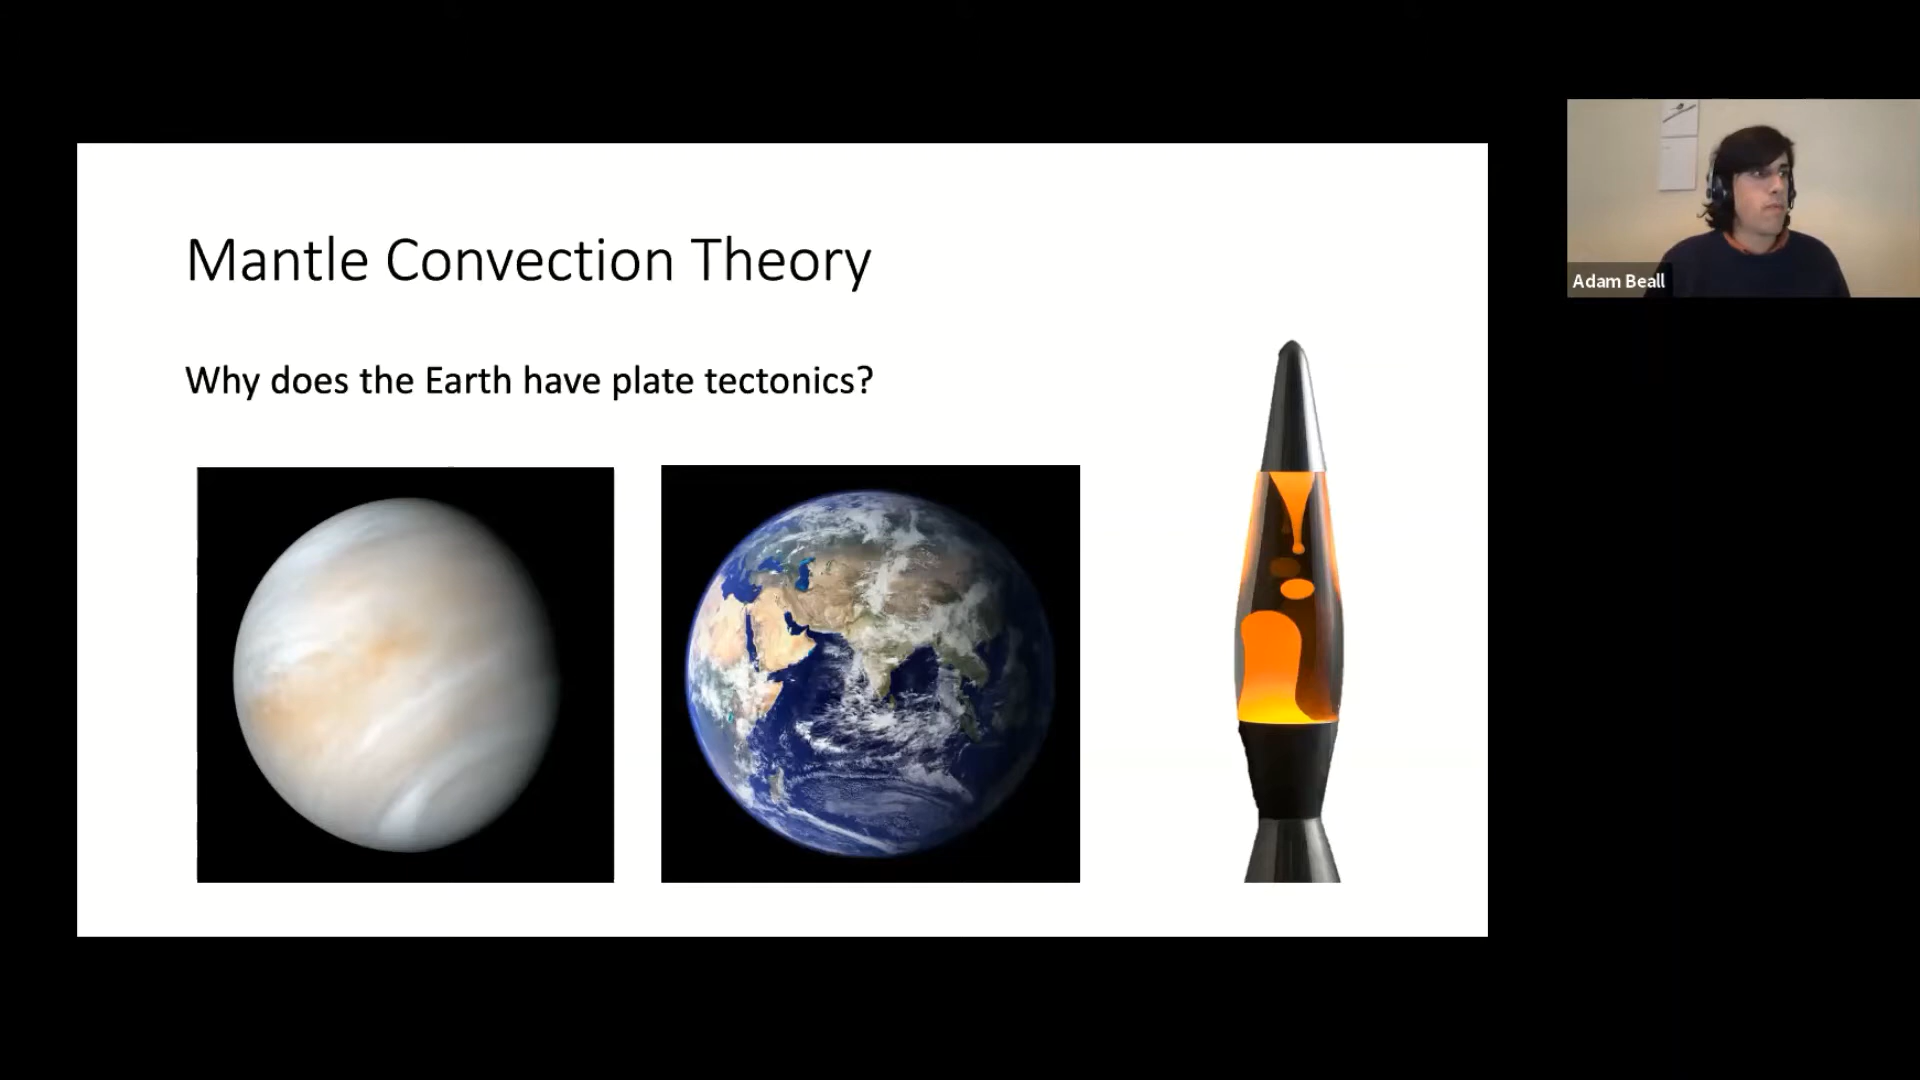 Mantle Convection Theory
Why does the Earth have plate tectonics?
Adam Beall